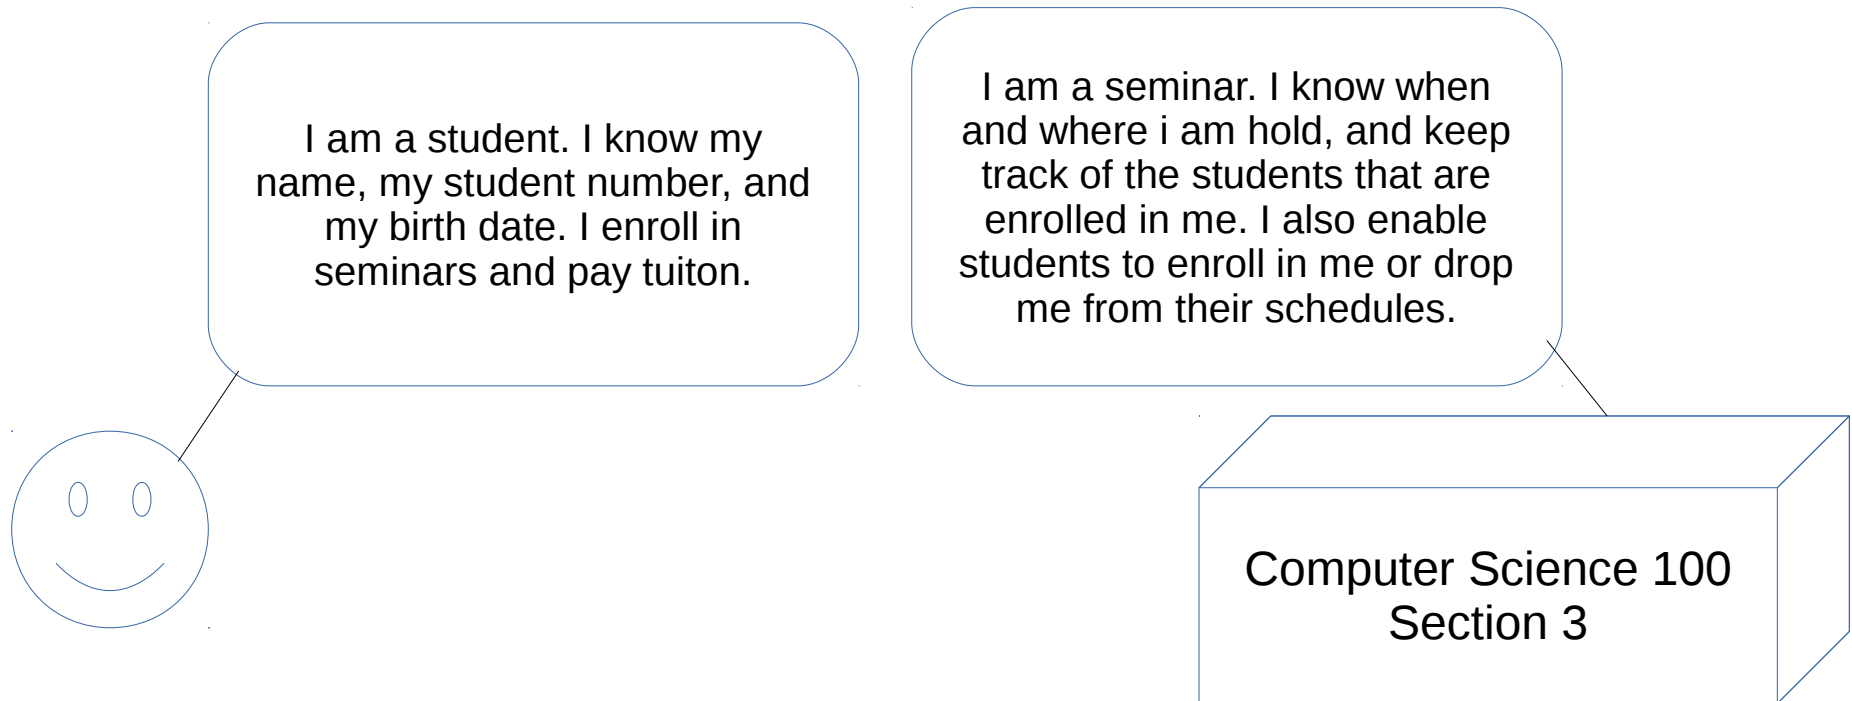 I am a student. I know my
name, my student number, and
my birth date. I enroll in
seminars and pay tuiton.
I am a seminar. I know when
and where i am hold, and keep
track of the students that are
enrolled in me. I also enable
students to enroll in me or drop
me from their schedules.
Computer Science 100
Section 3